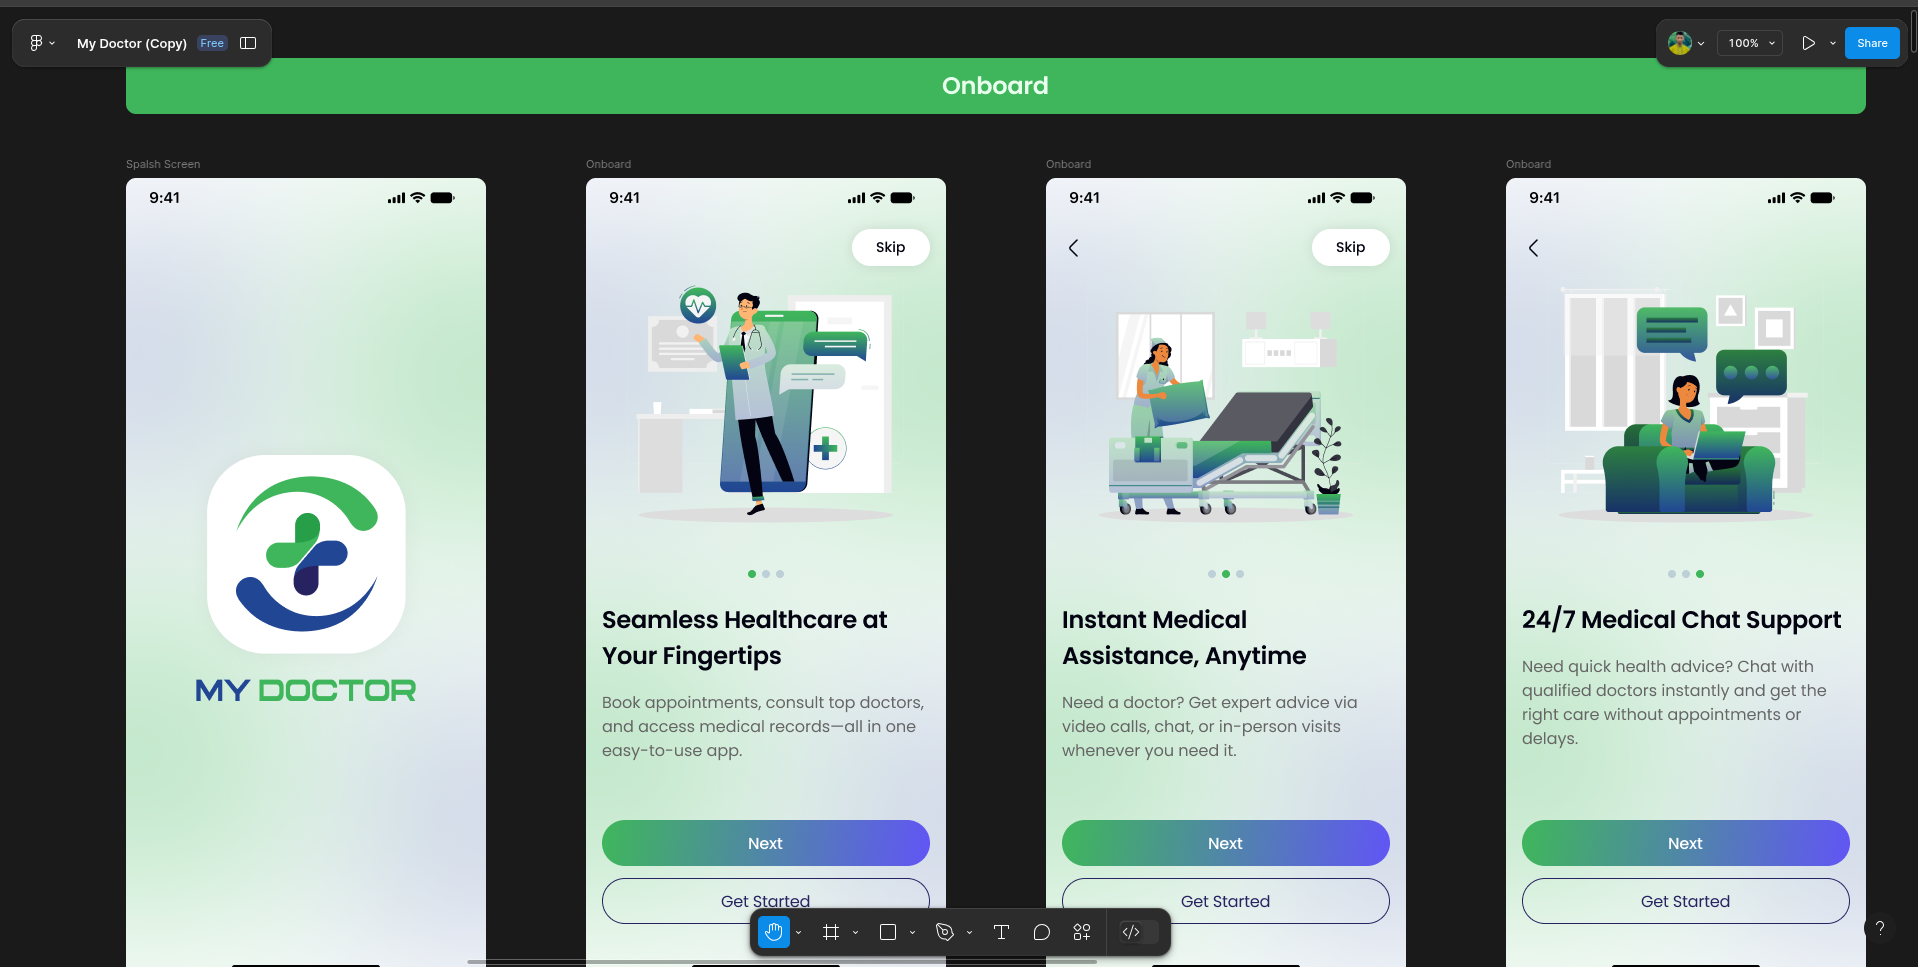 My Doctor (Copy) Free
100% Share
Onboard
Spalsh Screen
9:41
MY DOCTOR
Onboard
9:41
Skip
Seamless Healthcare at
Your Fingertips
Book appointments, consult top doctors,
and access medical records—all in one
easy-to-use app.
Next
Get Started
Onboard
9:41
Skip
Instant Medical
Assistance, Anytime
Need a doctor? Get expert advice via
video calls, chat, or in-person visits
whenever you need it.
Next
Get Started
Onboard
9:41
24/7 Medical Chat Support
Need quick health advice? Chat with
qualified doctors instantly and get the
right care without appointments or
delays.
Next
Get Started
?